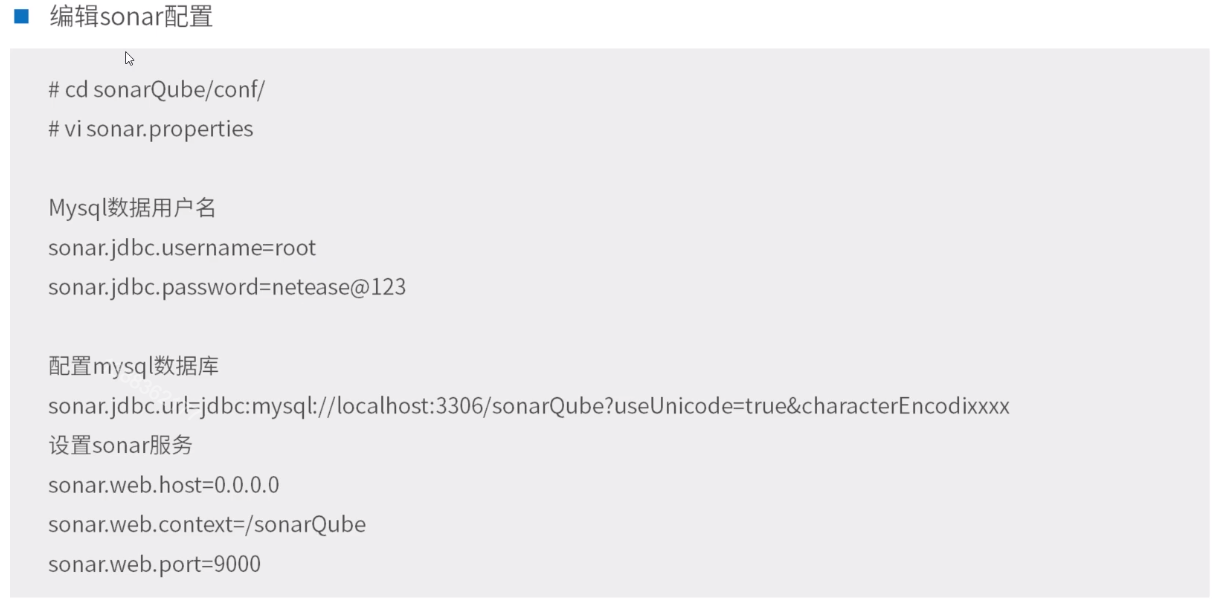 编辑sonar配置
# cd sonarQube/conf/
# vi sonar.properties
Mysql数据用户名
sonar.jdbc.username=root
sonar.jdbc.password=netease@123
配置mysql数据库
sonar.jdbc.url=jdbc:mysql://localhost:3306/sonarQube?useUnicode=true&characterEncodixxxx
设置sonar服务
sonar.web.host=0.0.0.0
sonar.web.context=/sonarQube
sonar.web.port=9000